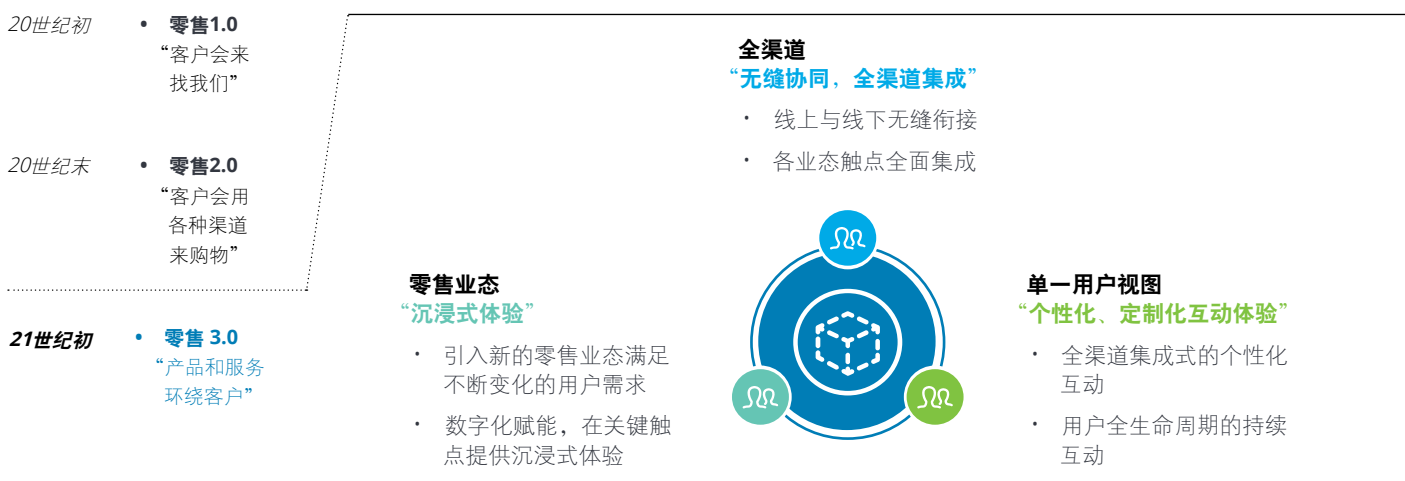 20世纪初
• 零售1.0
“客户会来
找我们”
20世纪末
• 零售2.0
“客户会用
各种渠道
来购物”
21世纪初
• 零售 3.0
“产品和服务
环绕客户”
全渠道
“无缝协同，全渠道集成”
· 线上与线下无缝衔接
· 各业态触点全面集成
零售业态
“沉浸式体验”
· 引入新的零售业态满足
不断变化的用户需求
· 数字化赋能，在关键触
点提供沉浸式体验
单一用户视图
“个性化、定制化互动体验”
· 全渠道集成式的个性化
互动
· 用户全生命周期的持续
互动